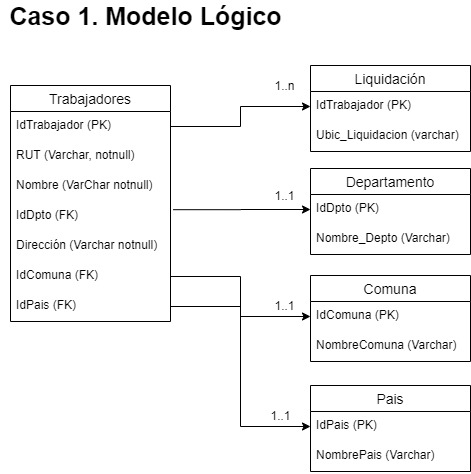 Caso 1. Modelo Lógico
Trabajadores
IdTrabajador (PK)
RUT (Varchar, notnull)
Nombre (VarChar notnull)
IdDpto (FK)
Dirección (Varchar notnull)
IdComuna (FK)
IdPais (FK)
1..n
Liquidación
IdTrabajador (PK)
Ubic_Liquidacion (varchar)
1..1
Departamento
IdDpto (PK)
Nombre_Depto (Varchar)
1..1
Comuna
IdComuna (PK)
NombreComuna (Varchar)
1..1
Pais
IdPais (PK)
NombrePais (Varchar)